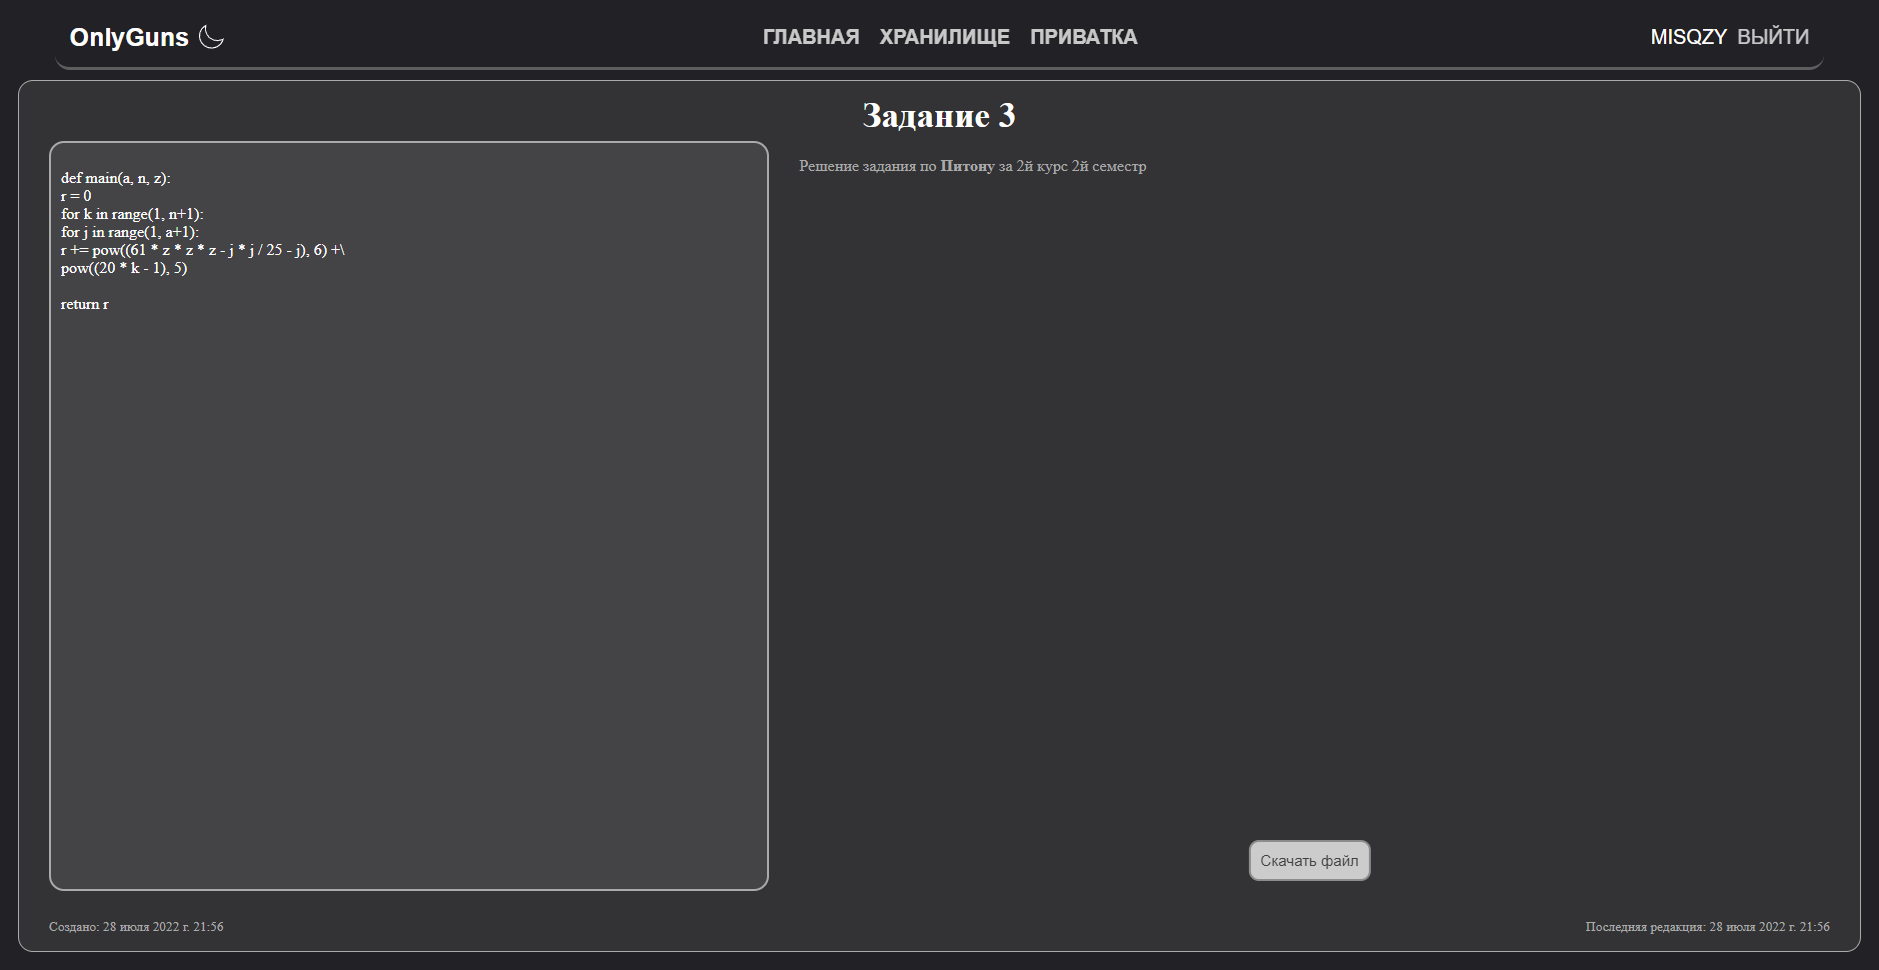 OnlyGuns
ГЛАВНАЯ ХРАНИЛИЩЕ ПРИВАТКА
MISQZY ВЫЙТИ
Задание 3
def main(a, n, z):
r = 0
for k in range(1, n+1):
for j in range(1, a+1):
r += pow((61 * z * z * z - j * j / 25 - j), 6) +\
pow((20 * k - 1), 5)
return r
Решение задания по Питону за 2й курс 2й семестр
Скачать файл
Создано: 28 июля 2022 г. 21:56
Последняя редакция: 28 июля 2022 г. 21:56